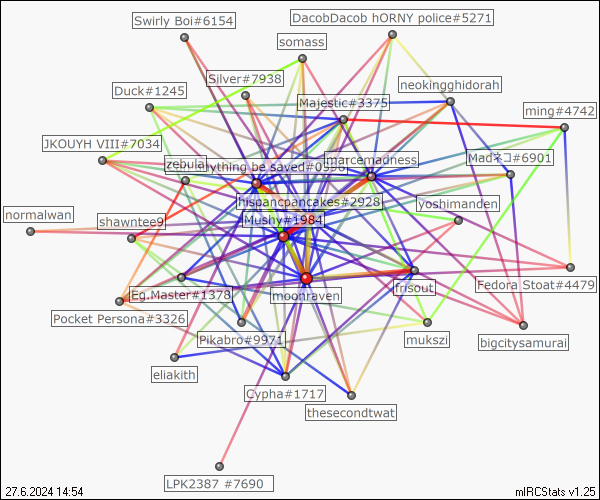 Swirly Boi#6154
DacobDacob hORNY police#5271
somass
Silver#7938
neokingghidorah
Duck#1245
Majestic#3375
ming#4742
JKOUYH VIII#7034
zebula
ything be saved#0598
marcemadness
Madネコ#6901
hispancpancakes#2928
yoshimanden
normalwan
shawntee9
Mushy#1984
Eg.Master#1378
moonraven
frisout
Fedora Stoat#4479
Pocket Persona#3326
Pikabro#9971
mukszi
bigcitysamurai
eliakith
Cypha#1717
thesecondtwat
LPK2387 #7690
27.6.2024 14:54
mIRCStats v1.25